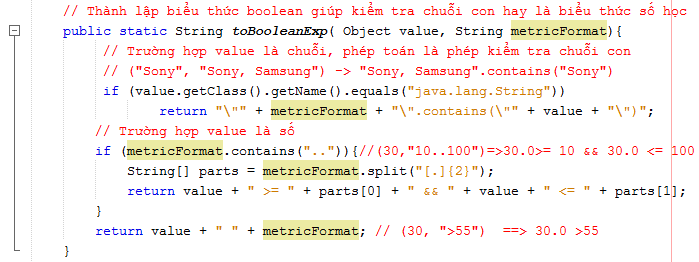 // Thành lập biểu thức boolean giúp kiểm tra chuỗi con hay là biểu thức số học
public static String toBooleanExp( Object value, String metricFormat){
// Trường hợp value là chuỗi, phép toán là phép kiểm tra chuỗi con
// ("Sony", "Sony, Samsung") -> "Sony, Samsung".contains("Sony")
if (value.getClass().getName().equals("java.lang.String"))
return "\"" + metricFormat + "\".contains(\"" + value + "\")";
// Trường hợp value là số
if (metricFormat.contains("..")){//(30,"10..100")=>30.0>= 10 && 30.0 <= 100
String[] parts = metricFormat.split("[.]{2}");
return value + " >= " + parts[0] + " && " + value + " <= " + parts[1];
}
return value + " " + metricFormat; // (30, ">55")  ==> 30.0 >55
}